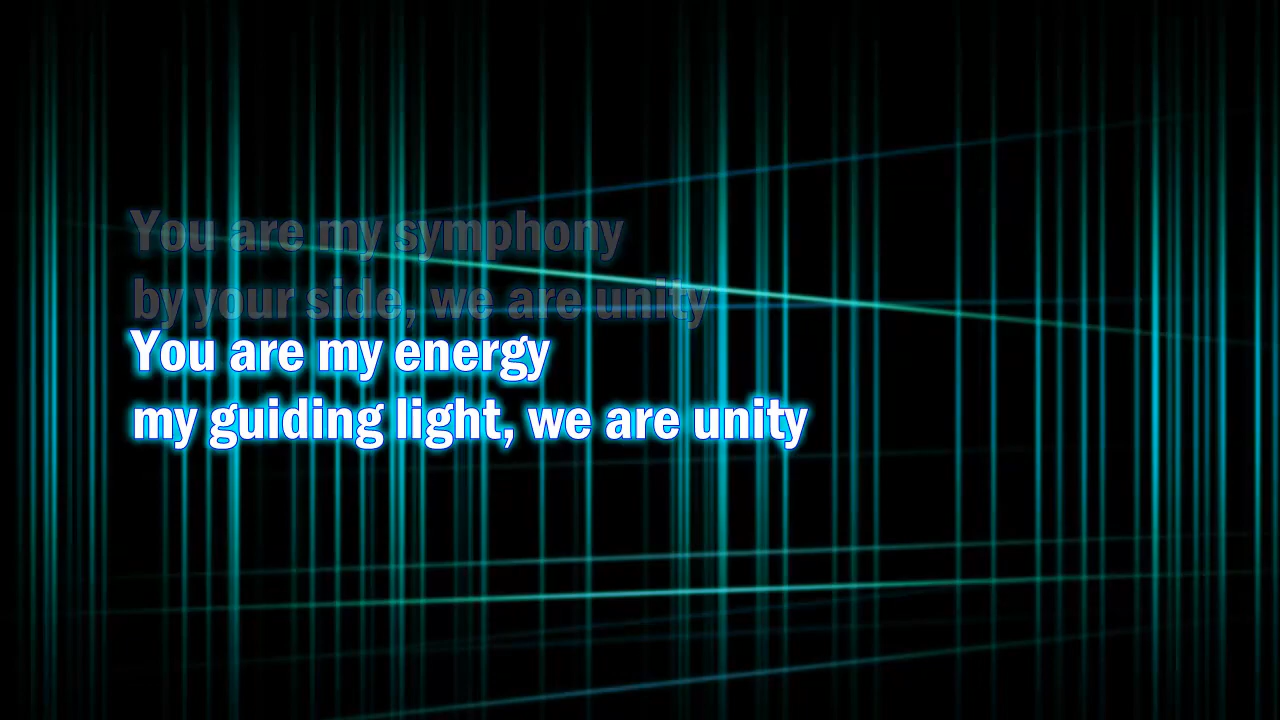 You are my symphony
by your side, we are unity
You are my energy
my guiding light, we are unity